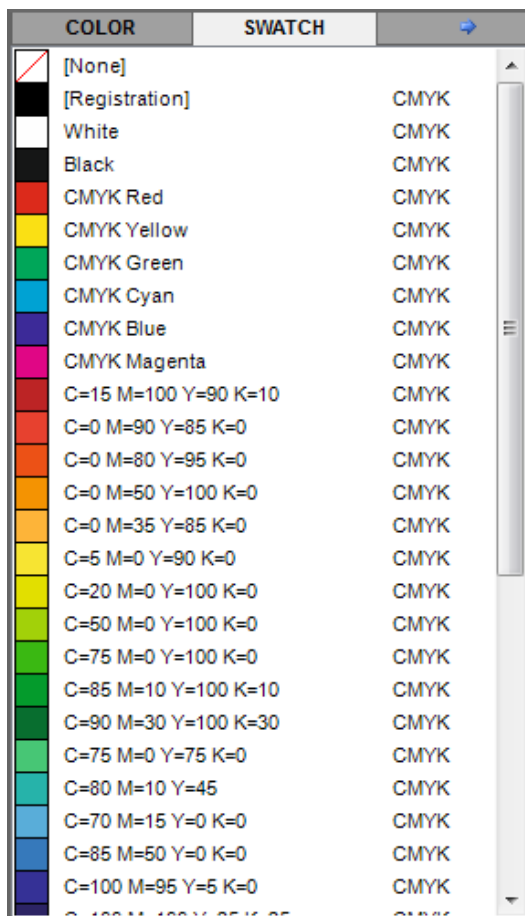 COLOR SWATCH
[None]
[Registration] CMYK
White CMYK
Black CMYK
CMYK Red CMYK
CMYK Yellow CMYK
CMYK Green CMYK
CMYK Cyan CMYK
CMYK Blue CMYK
CMYK Magenta CMYK
C=15 M=100 Y=90 K=10 CMYK
C=0 M=90 Y=85 K=0 CMYK
C=0 M=80 Y=95 K=0 CMYK
C=0 M=50 Y=100 K=0 CMYK
C=0 M=35 Y=85 K=0 CMYK
C=5 M=0 Y=90 K=0 CMYK
C=20 M=0 Y=100 K=0 CMYK
C=50 M=0 Y=100 K=0 CMYK
C=75 M=0 Y=100 K=0 CMYK
C=85 M=10 Y=100 K=10 CMYK
C=90 M=30 Y=100 K=30 CMYK
C=75 M=0 Y=75 K=0 CMYK
C=80 M=10 Y=45 CMYK
C=70 M=15 Y=0 K=0 CMYK
C=85 M=50 Y=0 K=0 CMYK
C=100 M=95 Y=5 K=0 CMYK